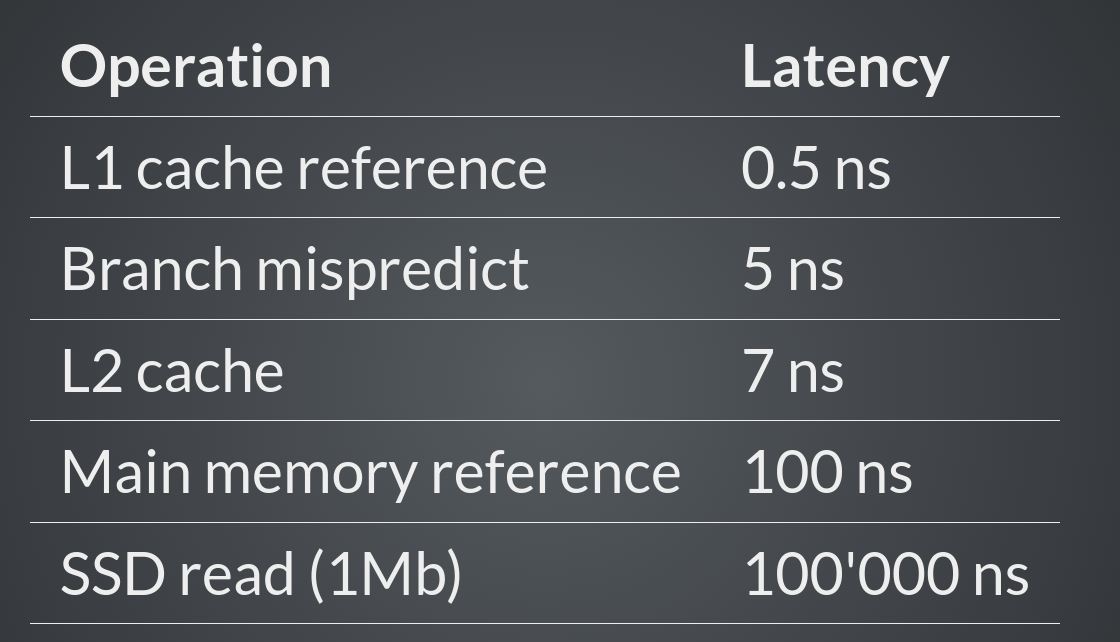 Operation Latency
L1 cache reference 0.5 ns
Branch mispredict 5 ns
L2 cache 7 ns
Main memory reference 100 ns
SSD read (1Mb) 100'000 ns